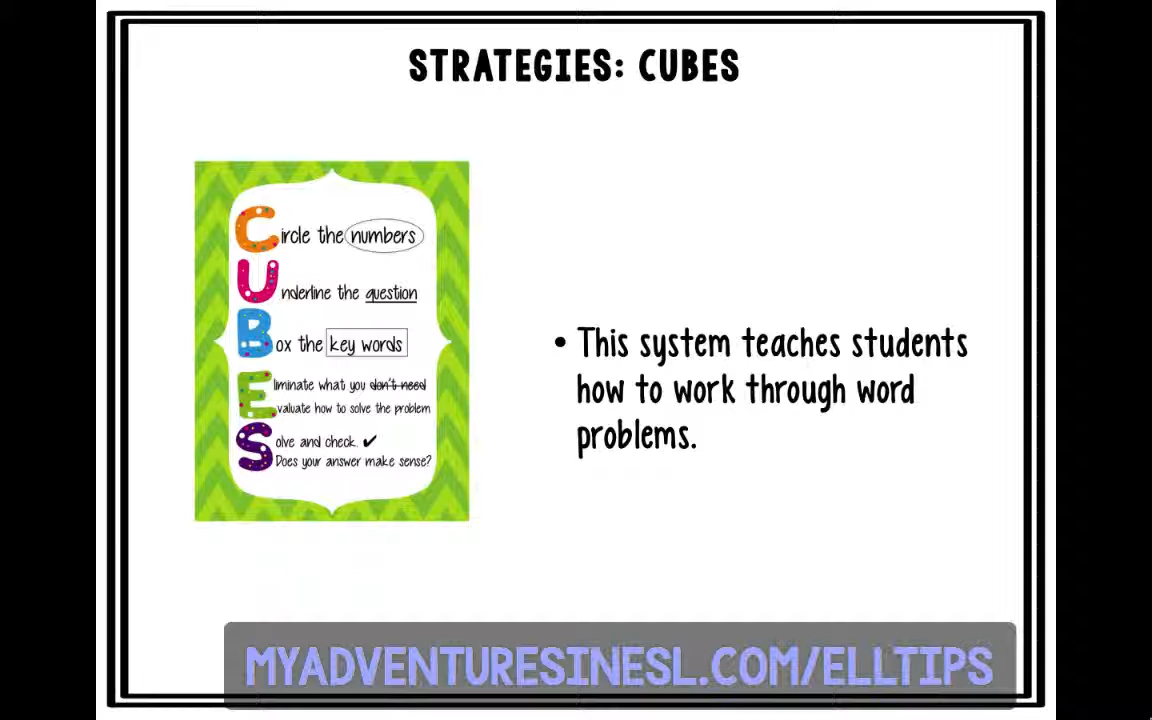 STRATEGIES: CUBES
Circle the numbers
Underline the question
Box the key words
Eliminate what you don't need
valuate how to solve the problem
Solve and check. ✔
Does your answer make sense?
• This system teaches students
how to work through word
problems.
MYADVENTURESINESL.COM/ELLTIPS